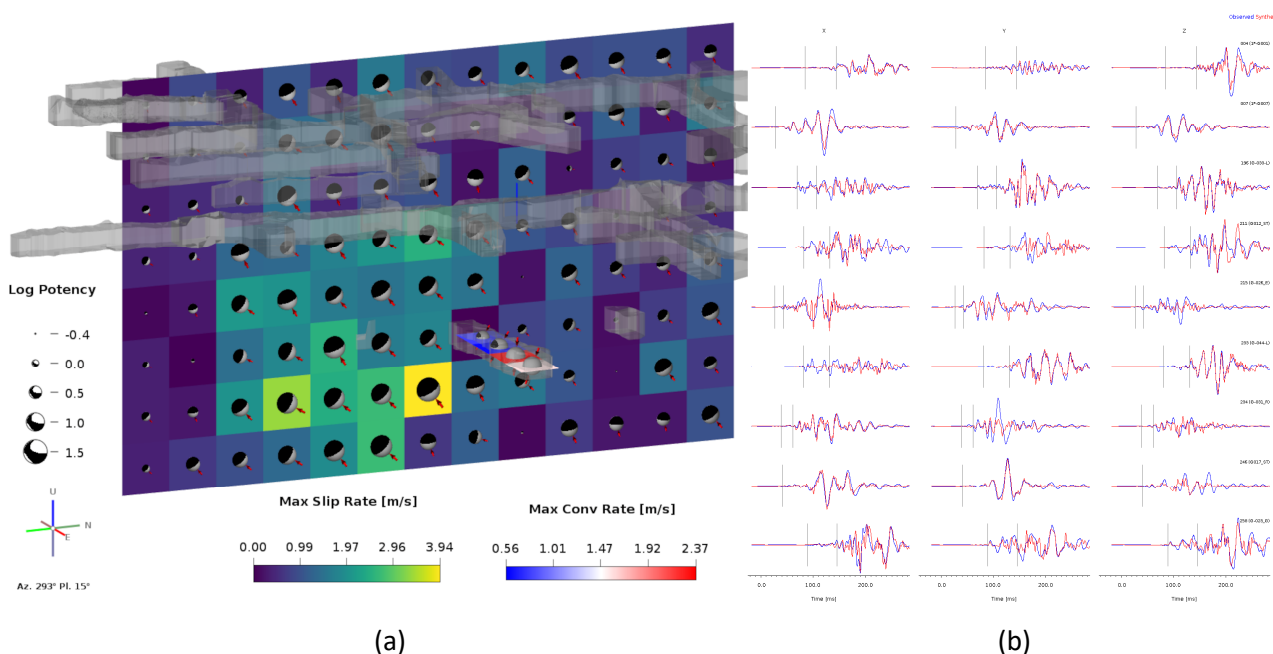 Log Potency
-0.4
0.0
0.5
1.0
1.5
U
N
E
Az. 293° Pl. 15°
Max Slip Rate [m/s]
0.00 0.99 1.97 2.96 3.94
Max Conv Rate [m/s]
0.56 1.01 1.47 1.92 2.37
(a)
Observed Synthe
X Y Z
0.0 100.0 200.0 0.0 100.0 200.0 0.0 100.0 200.0
Time [ms] Time [ms] Time [ms]
(b)